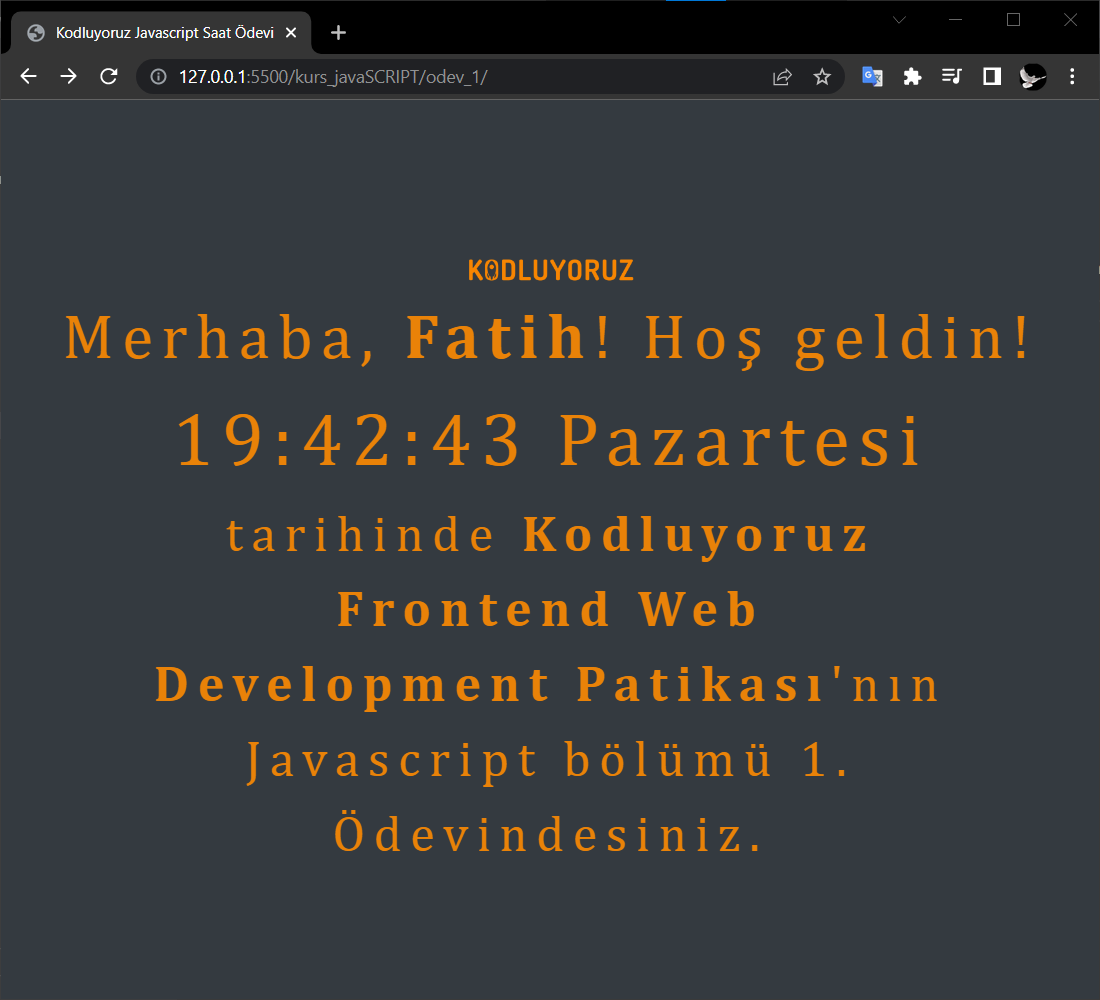 Kodluyoruz Javascript Saat Ödevi
127.0.0.1:5500/kurs_javaSCRIPT/odev_1/
KODLUYORUZ
Merhaba, Fatih! Hoş geldin!
19:42:43 Pazartesi
tarihinde Kodluyoruz
Frontend Web
Development Patikası'nın
Javascript bölümü 1.
Ödevindesiniz.